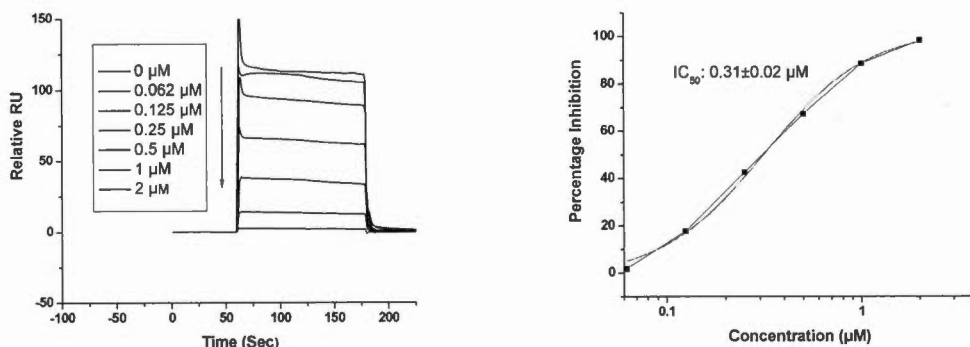 150
100
50
0
-50
-100
-50
0
50
100
150
200
Relative RU
Time (Sec)
0 µM
0.062 µM
0.125 µM
0.25 µM
0.5 µM
1 µM
2 µM
100
80
60
40
20
0
0.1
1
Percentage Inhibition
Concentration (µM)
IC50: 0.31±0.02 µM